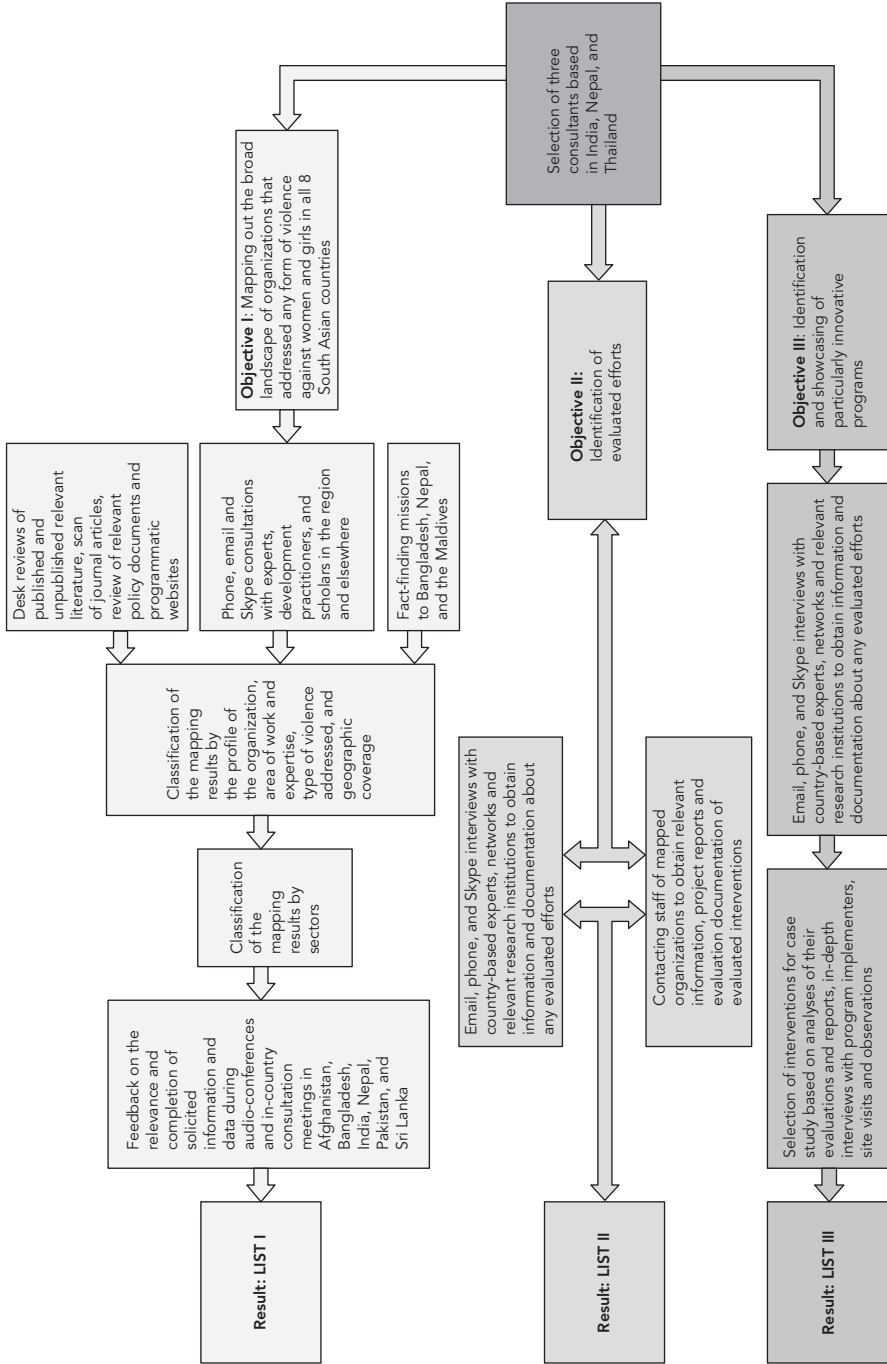 Selection of three
consultants based
in India, Nepal, and
Thailand
Objective I: Mapping out the broad
landscape of organizations that
addressed any form of violence
against women and girls in all 8
South Asian countries
Desk reviews of
published and
unpublished relevant
literature, scan
of journal articles,
review of relevant
policy documents and
programmatic
websites
Phone, email and
Skype consultations
with experts,
development
practitioners, and
scholars in the region
and elsewhere
Fact-finding missions
to Bangladesh, Nepal,
and the Maldives
Classification of
the mapping
results by
the profile of
the organization,
area of work and
expertise,
type of violence
addressed, and
geographic
coverage
Classification
of the
mapping
results by
sectors
Feedback on the
relevance and
completion of
solicited
information and
data during
audio-conferences
and in-country
consultation
meetings in
Afghanistan,
Bangladesh,
India, Nepal,
Pakistan, and
Sri Lanka
Result: LIST I
Objective II:
Identification of
evaluated efforts
Email, phone, and Skype interviews with
country-based experts, networks and
relevant research institutions to obtain
information and documentation about
any evaluated efforts
Contacting staff of mapped
organizations to obtain relevant
information, project reports and
evaluation documentation of
evaluated interventions
Result: LIST II
Objective III: Identification
and showcasing of
particularly innovative
programs
Email, phone, and Skype interviews with
country-based experts, networks and relevant
research institutions to obtain information and
documentation about any evaluated efforts
Selection of interventions for case
study based on analyses of their
evaluations and reports, in-depth
interviews with program implementers,
site visits and observations
Result: LIST III